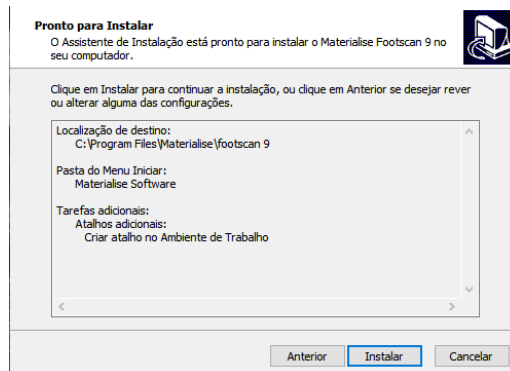 Pronto para Instalar
O Assistente de Instalação está pronto para instalar o Materialise Footscan 9 no
seu computador.
Clique em Instalar para continuar a instalação, ou clique em Anterior se desejar rever
ou alterar alguma das configurações.
Localização de destino:
C:\Program Files\Materialise\footscan 9
Pasta do Menu Iniciar:
Materialise Software
Tarefas adicionais:
Atalhos adicionais:
Criar atalho no Ambiente de Trabalho
Anterior
Instalar
Cancelar